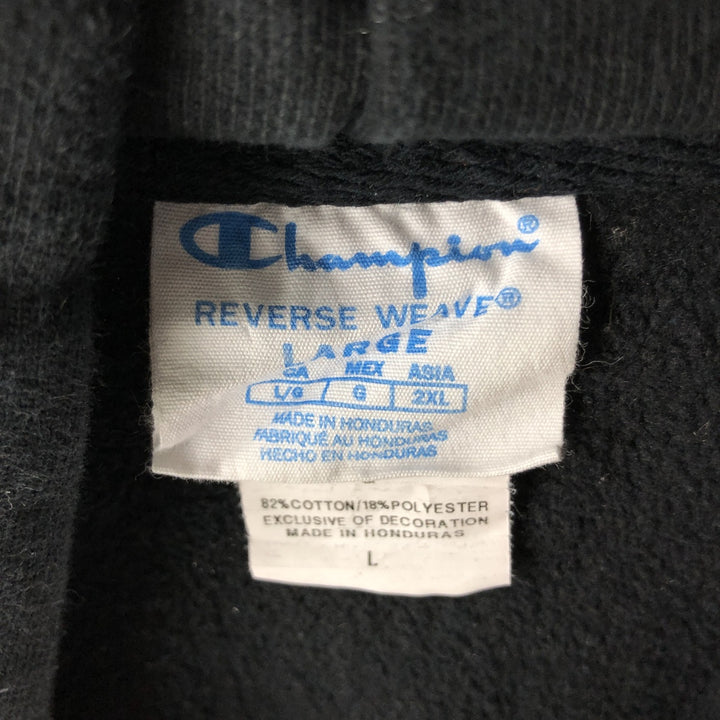 Champion®
REVERSE WEAVE®
LARGE
CA MEX ASIA
L/G G 2XL
MADE IN HONDURAS
FABRIQUÉ AU HONDURAS
HECHO EN HONDURAS
82%COTTON/18%POLYESTER
EXCLUSIVE OF DECORATION
MADE IN HONDURAS
L